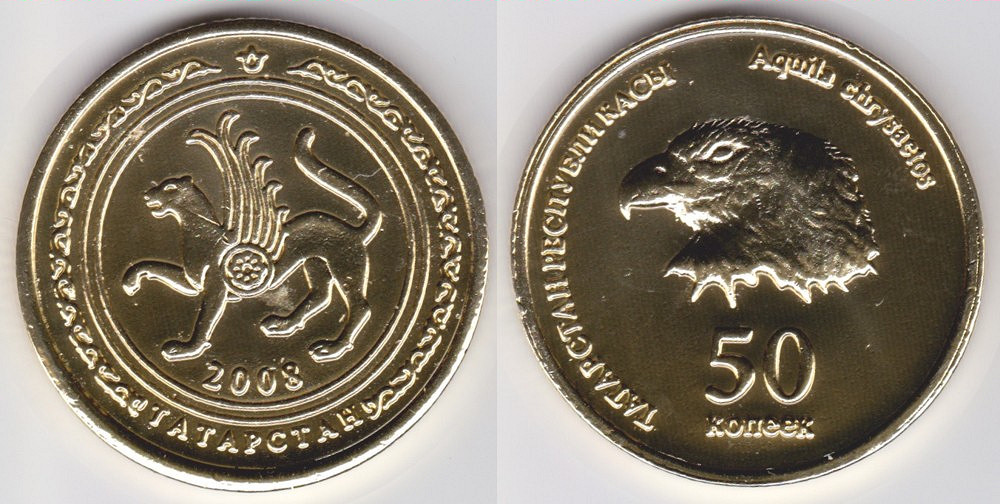 2008
ТАТАРСТАН
ТАТАРСТАН РЕСПУБЛИКАСЫ
Aquila chrysaetos
50
копеек